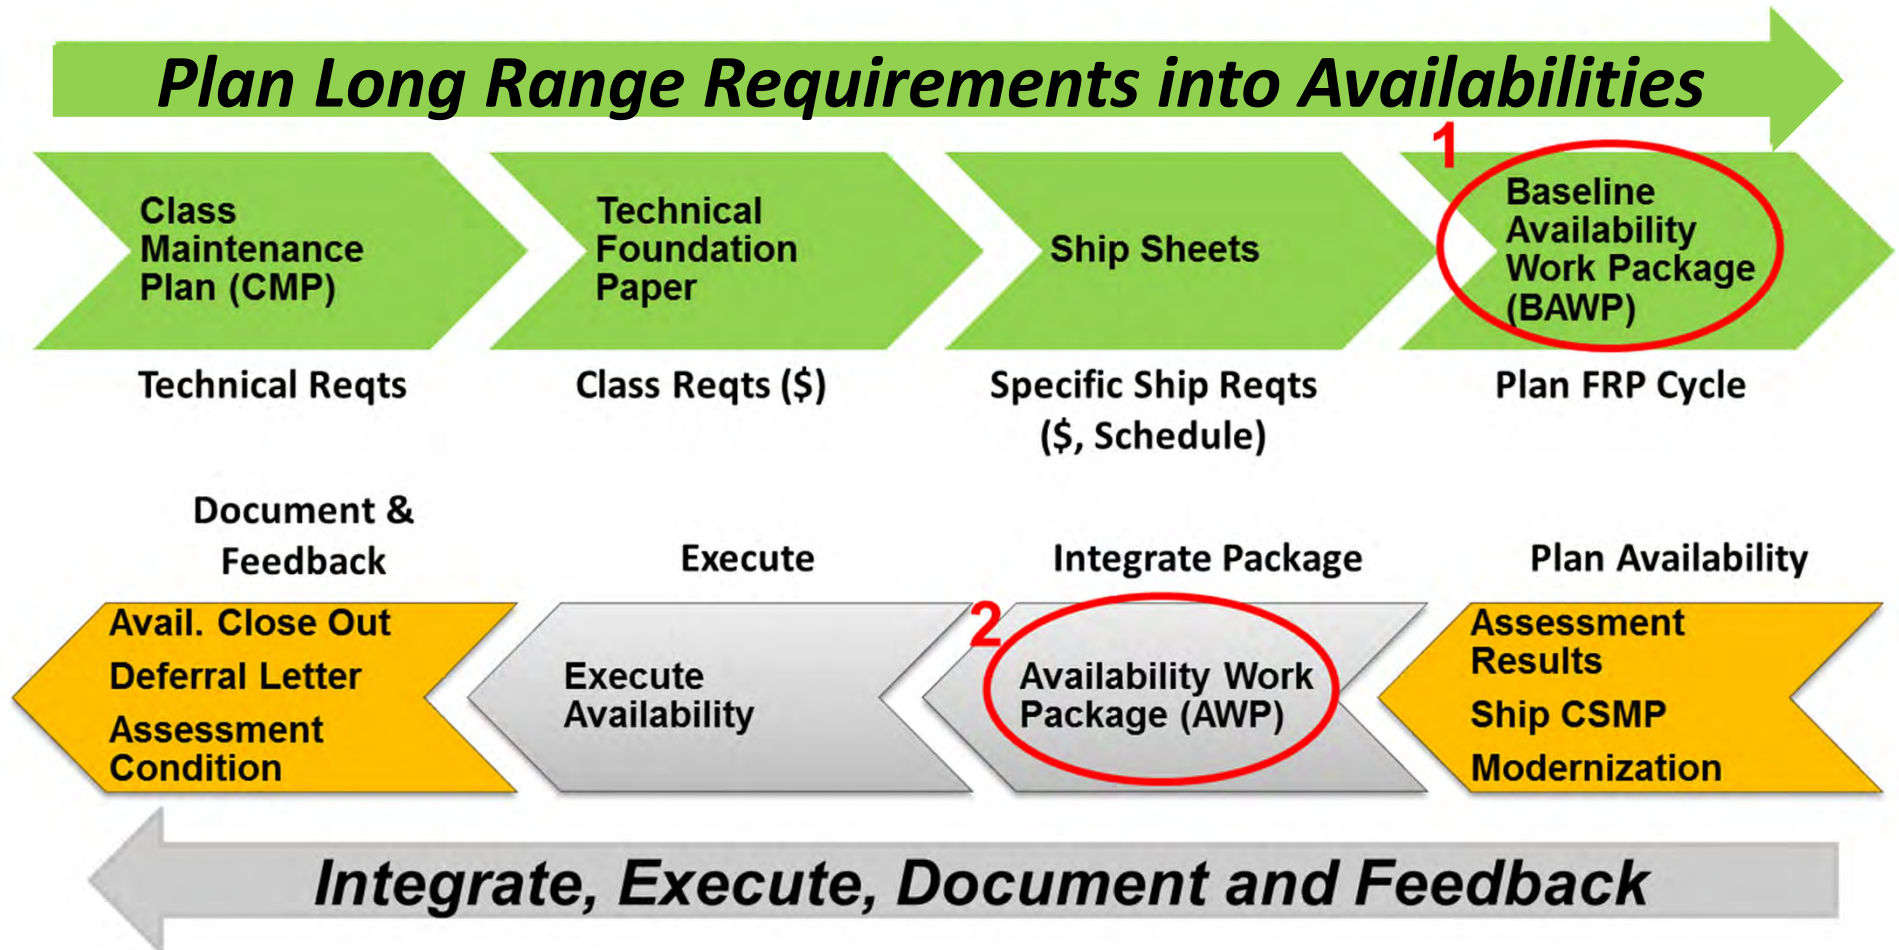 Plan Long Range Requirements into Availabilities
1
Class
Maintenance
Plan (CMP)
Technical
Foundation
Paper
Ship Sheets
Baseline
Availability
Work Package
(BAWP)
Technical Reqts
Class Reqts ($)
Specific Ship Reqts
($, Schedule)
Plan FRP Cycle
Document &
Feedback
Execute
Integrate Package
Plan Availability
Avail. Close Out
Deferral Letter
Assessment
Condition
Execute
Availability
2
Availability Work
Package (AWP)
Assessment
Results
Ship CSMP
Modernization
Integrate, Execute, Document and Feedback